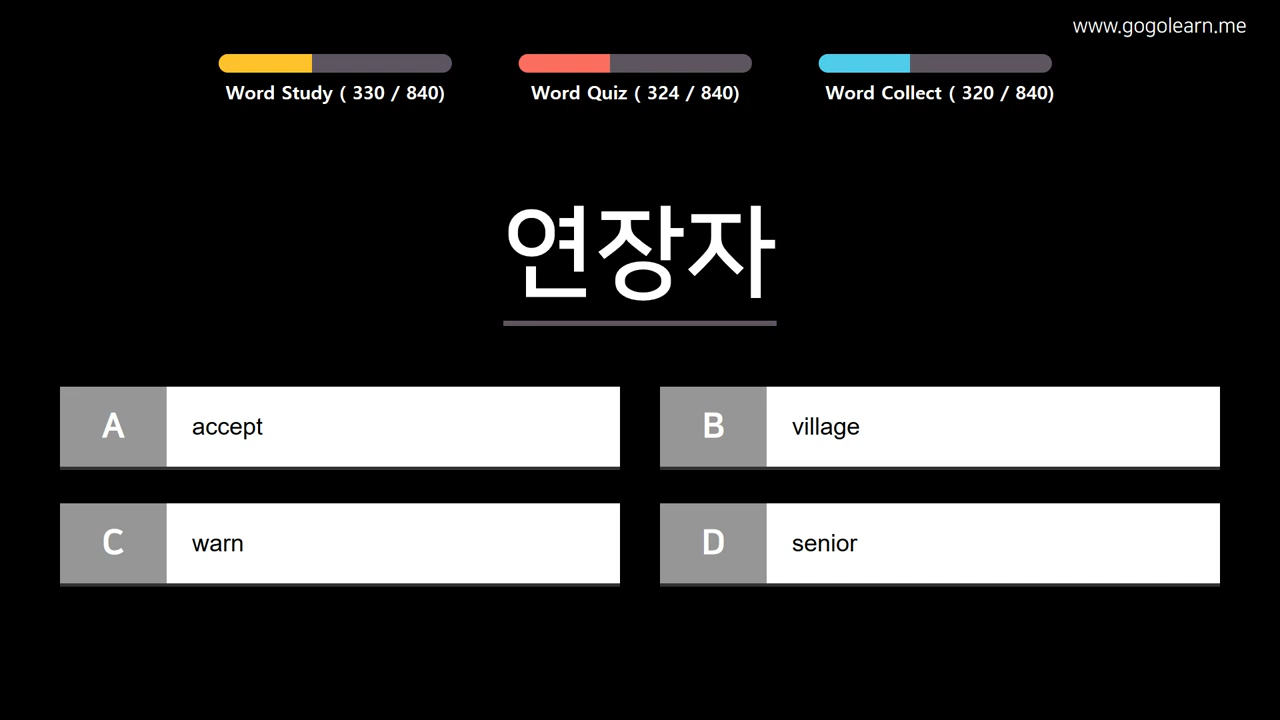 www.gogolearn.me
Word Study ( 330 / 840)
Word Quiz ( 324 / 840)
Word Collect ( 320 / 840)
연장자
A accept
B village
C warn
D senior